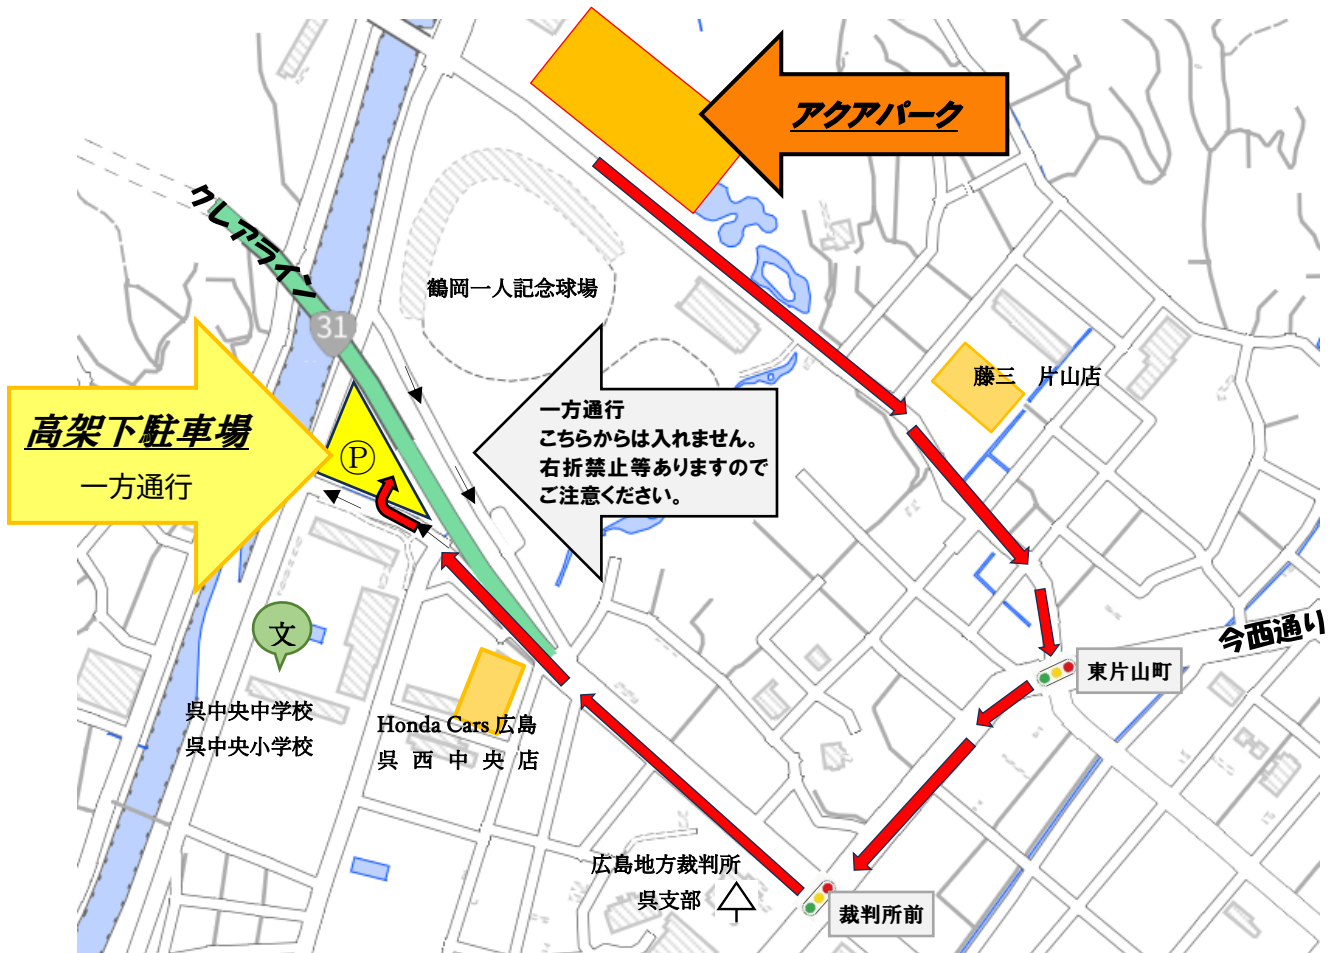 アクアパーク
クレアライン
31
鶴岡一人記念球場
藤三　片山店
高架下駐車場
一方通行
P
一方通行
こちらからは入れません。
右折禁止等ありますので
ご注意ください。
文
今西通り
東片山町
呉中央中学校
呉中央小学校
Honda Cars 広島
呉西中央店
広島地方裁判所
呉支部
裁判所前